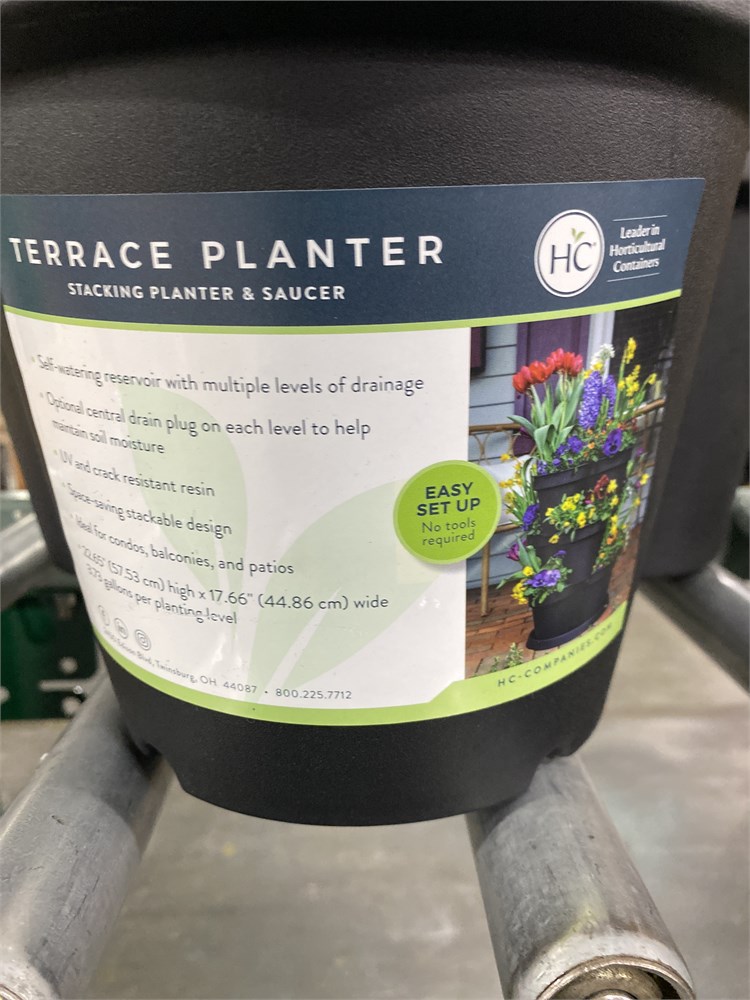 TERRACE PLANTER
STACKING PLANTER & SAUCER
HC
Leader in
Horticultural
Containers
• Self-watering reservoir with multiple levels of drainage
• Optional central drain plug on each level to help
maintain soil moisture
• UV and crack resistant resin
• Space-saving stackable design
• Ideal for condos, balconies, and patios
• 22.65" (57.53 cm) high x 17.66" (44.86 cm) wide
3.73 gallons per planting level
EASY
SET UP
No tools
required
Blvd, Twinsburg, OH 44087 • 800.225.7712
HC-COMPANIES.COM